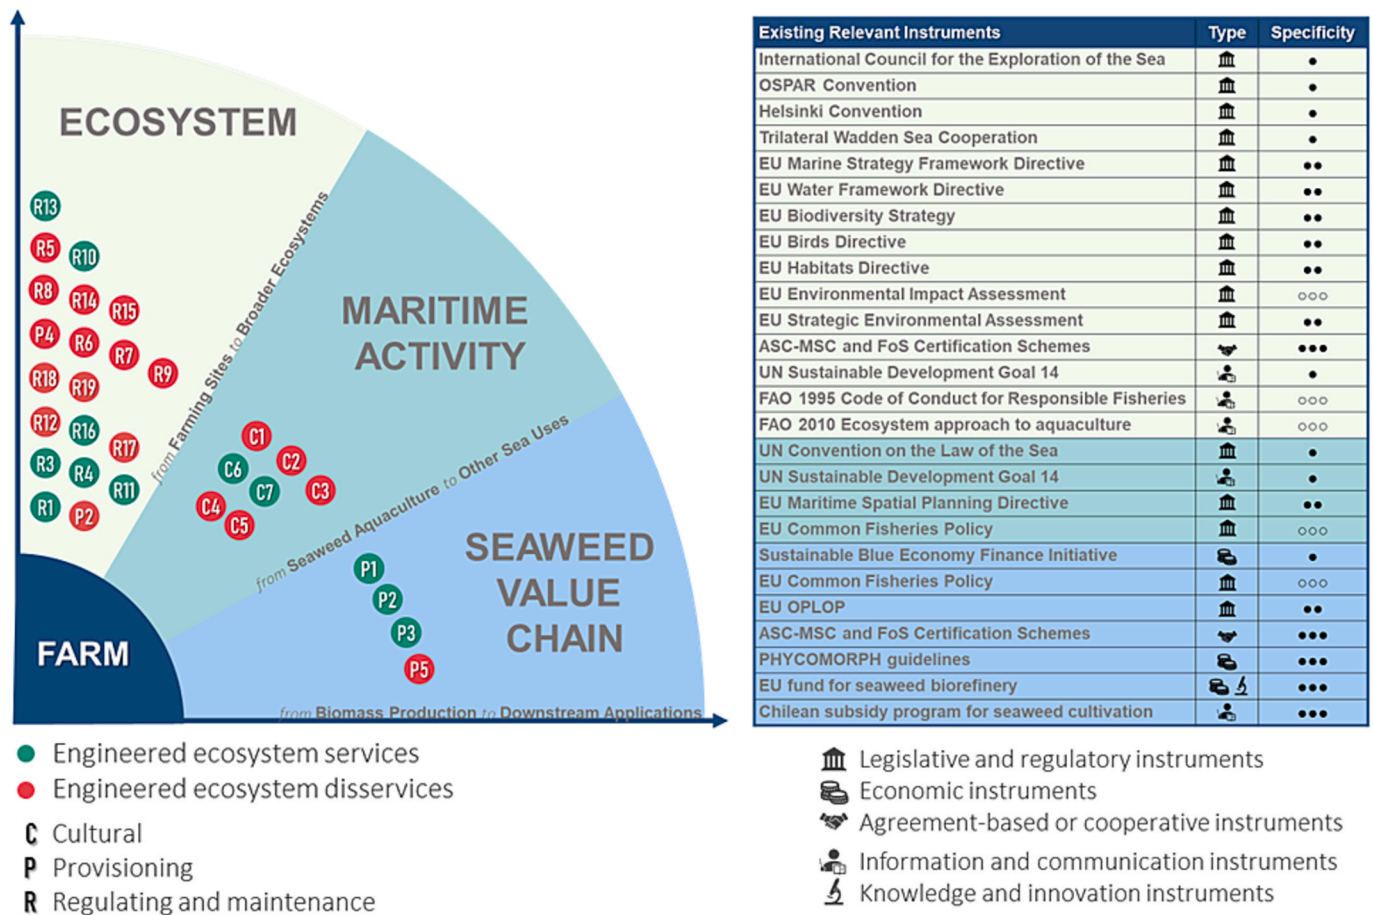 ECOSYSTEM
R13
R5
R10
R8
R14
R15
P4
R6
R7
R9
R18
R19
R12
R16
R17
R3
R4
R11
R1
P2
from Farming Sites to Broader Ecosystems
MARITIME
ACTIVITY
C1
C6
C2
C7
C3
C4
C5
from Seaweed Aquaculture to Other Sea Uses
SEAWEED
VALUE
CHAIN
P1
P2
P3
P5
FARM
from Biomass Production to Downstream Applications
Engineered ecosystem services
Engineered ecosystem disservices
C Cultural
P Provisioning
R Regulating and maintenance
Existing Relevant Instruments Type Specificity
International Council for the Exploration of the Sea
OSPAR Convention
Helsinki Convention
Trilateral Wadden Sea Cooperation
EU Marine Strategy Framework Directive
EU Water Framework Directive
EU Biodiversity Strategy
EU Birds Directive
EU Habitats Directive
EU Environmental Impact Assessment
EU Strategic Environmental Assessment
ASC-MSC and FoS Certification Schemes
UN Sustainable Development Goal 14
FAO 1995 Code of Conduct for Responsible Fisheries
FAO 2010 Ecosystem approach to aquaculture
UN Convention on the Law of the Sea
UN Sustainable Development Goal 14
EU Maritime Spatial Planning Directive
EU Common Fisheries Policy
Sustainable Blue Economy Finance Initiative
EU Common Fisheries Policy
EU OPLOP
ASC-MSC and FoS Certification Schemes
PHYCOMORPH guidelines
EU fund for seaweed biorefinery
Chilean subsidy program for seaweed cultivation
Legislative and regulatory instruments
Economic instruments
Agreement-based or cooperative instruments
Information and communication instruments
Knowledge and innovation instruments